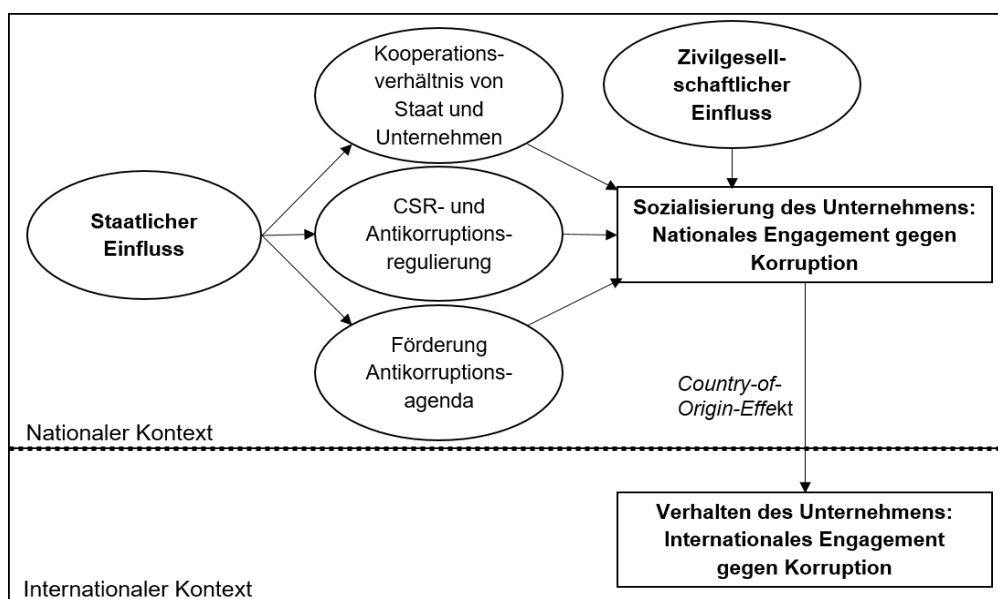 Kooperations-
verhältnis von
Staat und
Unternehmen
Zivilgesell-
schaftlicher
Einfluss
Staatlicher
Einfluss
CSR- und
Antikorruptions-
regulierung
Sozialisierung des Unternehmens:
Nationales Engagement gegen
Korruption
Förderung
Antikorruptions-
agenda
Country-of-
Origin-Effekt
Nationaler Kontext
Verhalten des Unternehmens:
Internationales Engagement
gegen Korruption
Internationaler Kontext